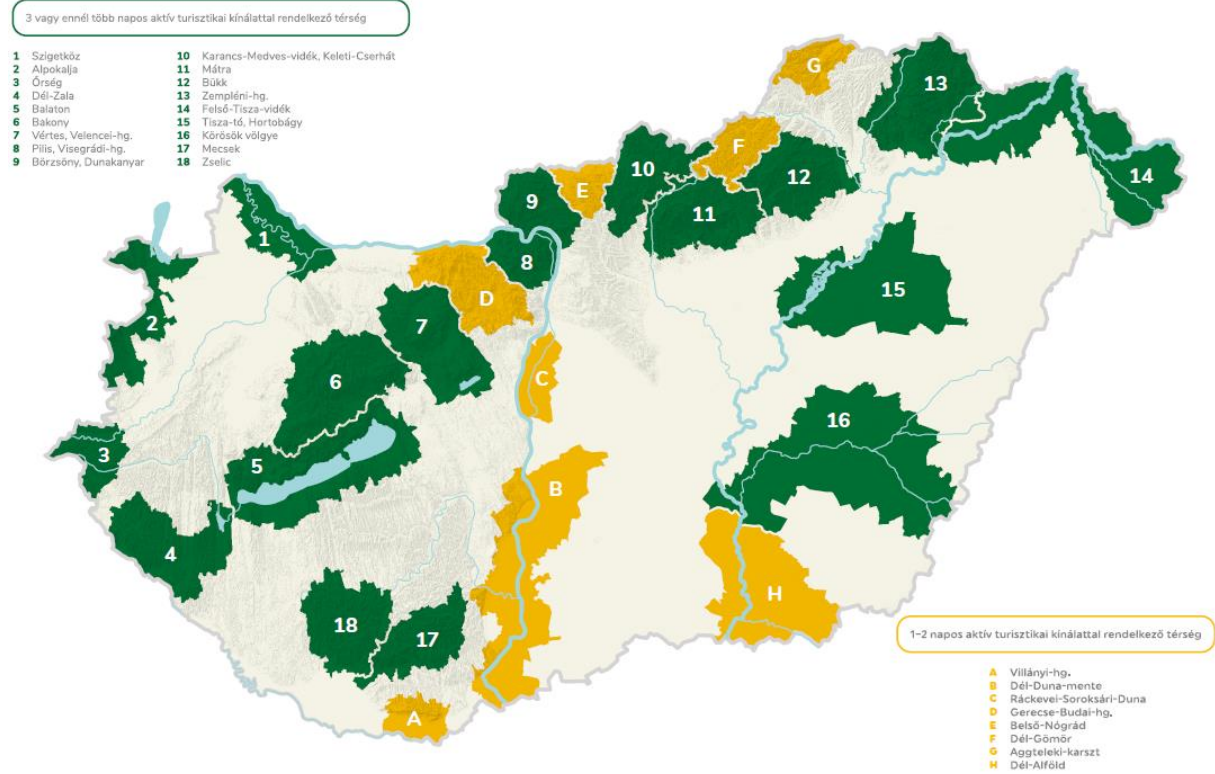 3 vagy ennél több napos aktív turisztikai kínálattal rendelkező térség
1 Szigetköz
2 Alpokalja
3 Őrség
4 Dél-Zala
5 Balaton
6 Bakony
7 Vértes, Velencei-hg.
8 Pilis, Visegrádi-hg.
9 Börzsöny, Dunakanyar
10 Karancs-Medves-vidék, Keleti-Cserhát
11 Mátra
12 Bükk
13 Zempléni-hg.
14 Felső-Tisza-vidék
15 Tisza-tó, Hortobágy
16 Körösök völgye
17 Mecsek
18 Zselic
G
13
F
10
12
14
E
9
11
1
8
15
D
2
7
6
C
16
3
5
B
4
H
18
17
A
1-2 napos aktív turisztikai kínálattal rendelkező térség
A Villányi-hg.
B Dél-Duna-mente
C Ráckevei-Soroksári-Duna
D Gerecse-Budai-hg.
E Belső-Nógrád
F Dél-Gömör
G Aggteleki-karszt
H Dél-Alföld